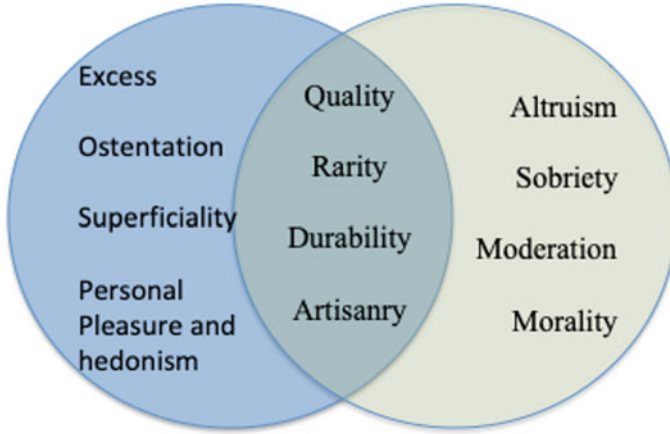 Excess
Ostentation
Superficiality
Personal
Pleasure and
hedonism
Quality
Rarity
Durability
Artisanry
Altruism
Sobriety
Moderation
Morality